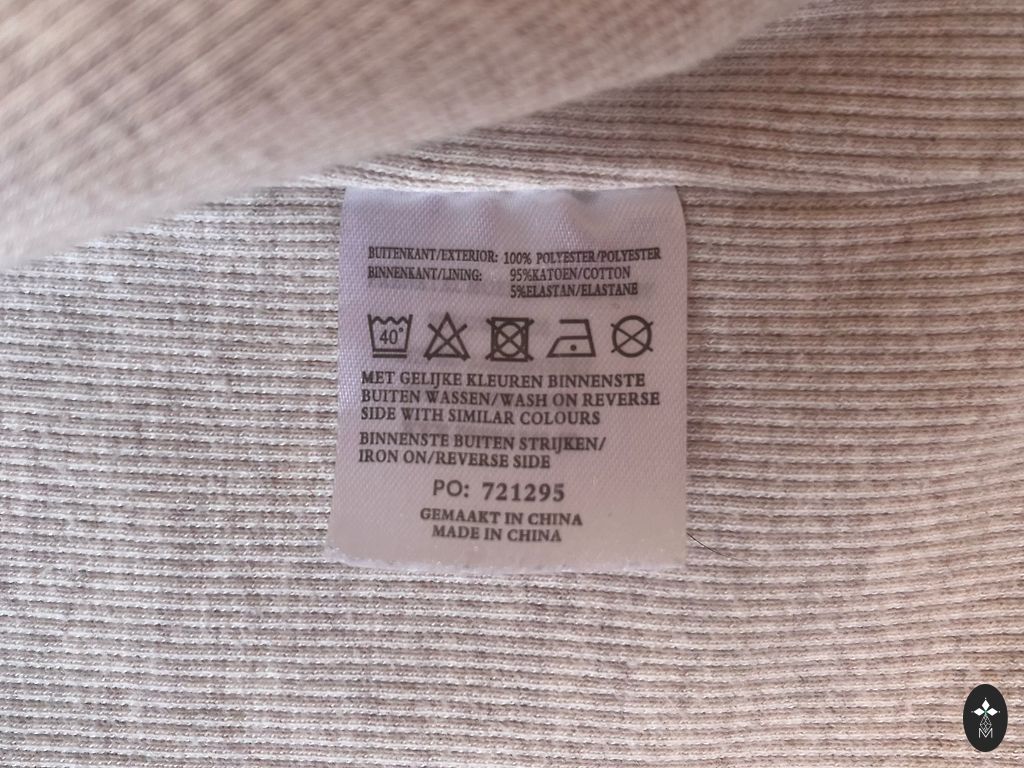 BUITENKANT/EXTERIOR: 100% POLYESTER/POLYESTER
BINNENKANT/LINING: 95%KATOEN/COTTON
5%ELASTAN/ELASTANE
40°
MET GELIJKE KLEUREN BINNENSTE
BUITEN WASSEN/WASH ON REVERSE
SIDE WITH SIMILAR COLOURS
BINNENSTE BUITEN STRIJKEN/
IRON ON/REVERSE SIDE
PO: 721295
GEMAAKT IN CHINA
MADE IN CHINA
M